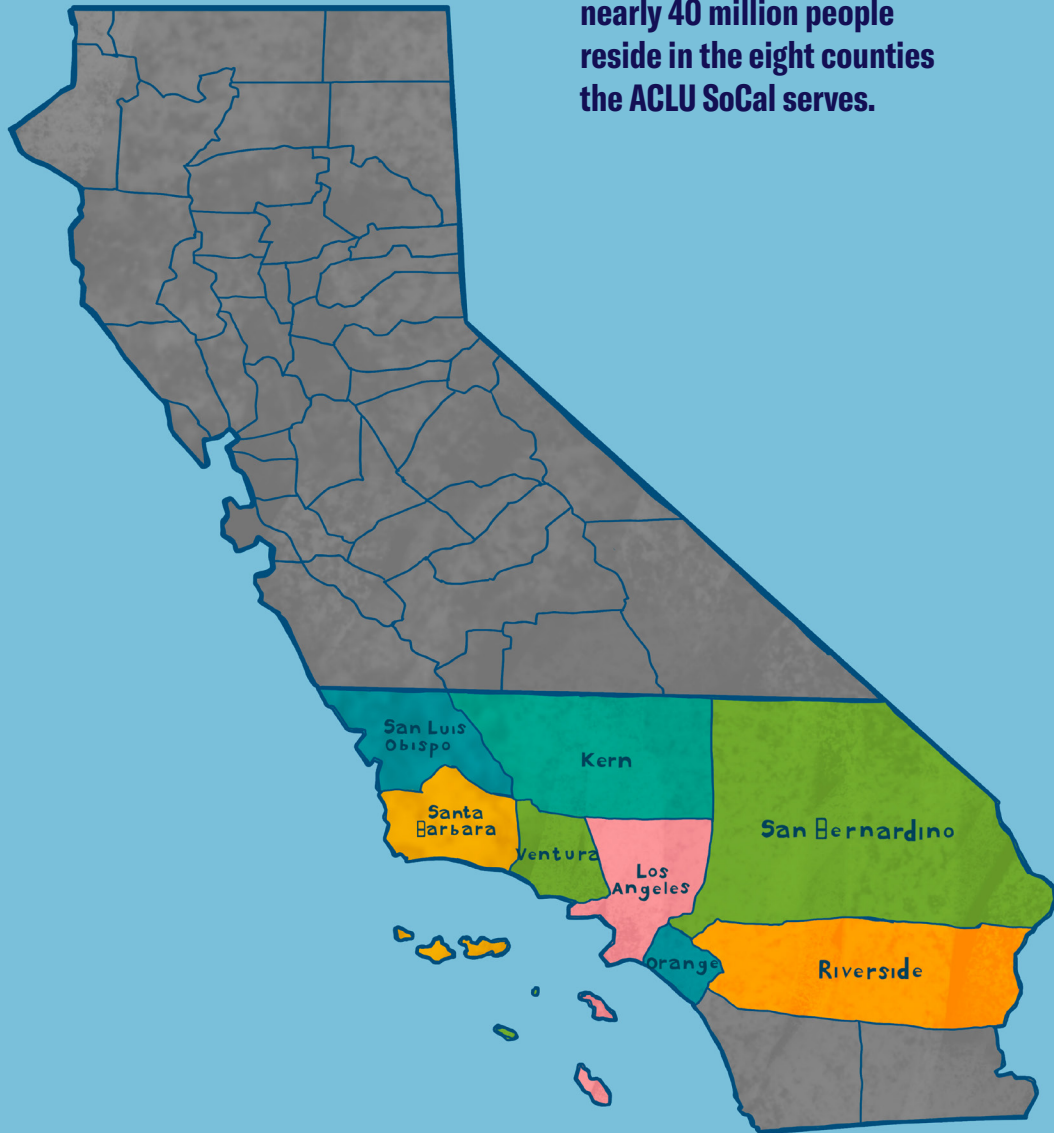 nearly 40 million people
reside in the eight counties
the ACLU SoCal serves.
San Luis
Obispo
Kern
Santa
Barbara
Ventura
San Bernardino
Los
Angeles
Orange
Riverside